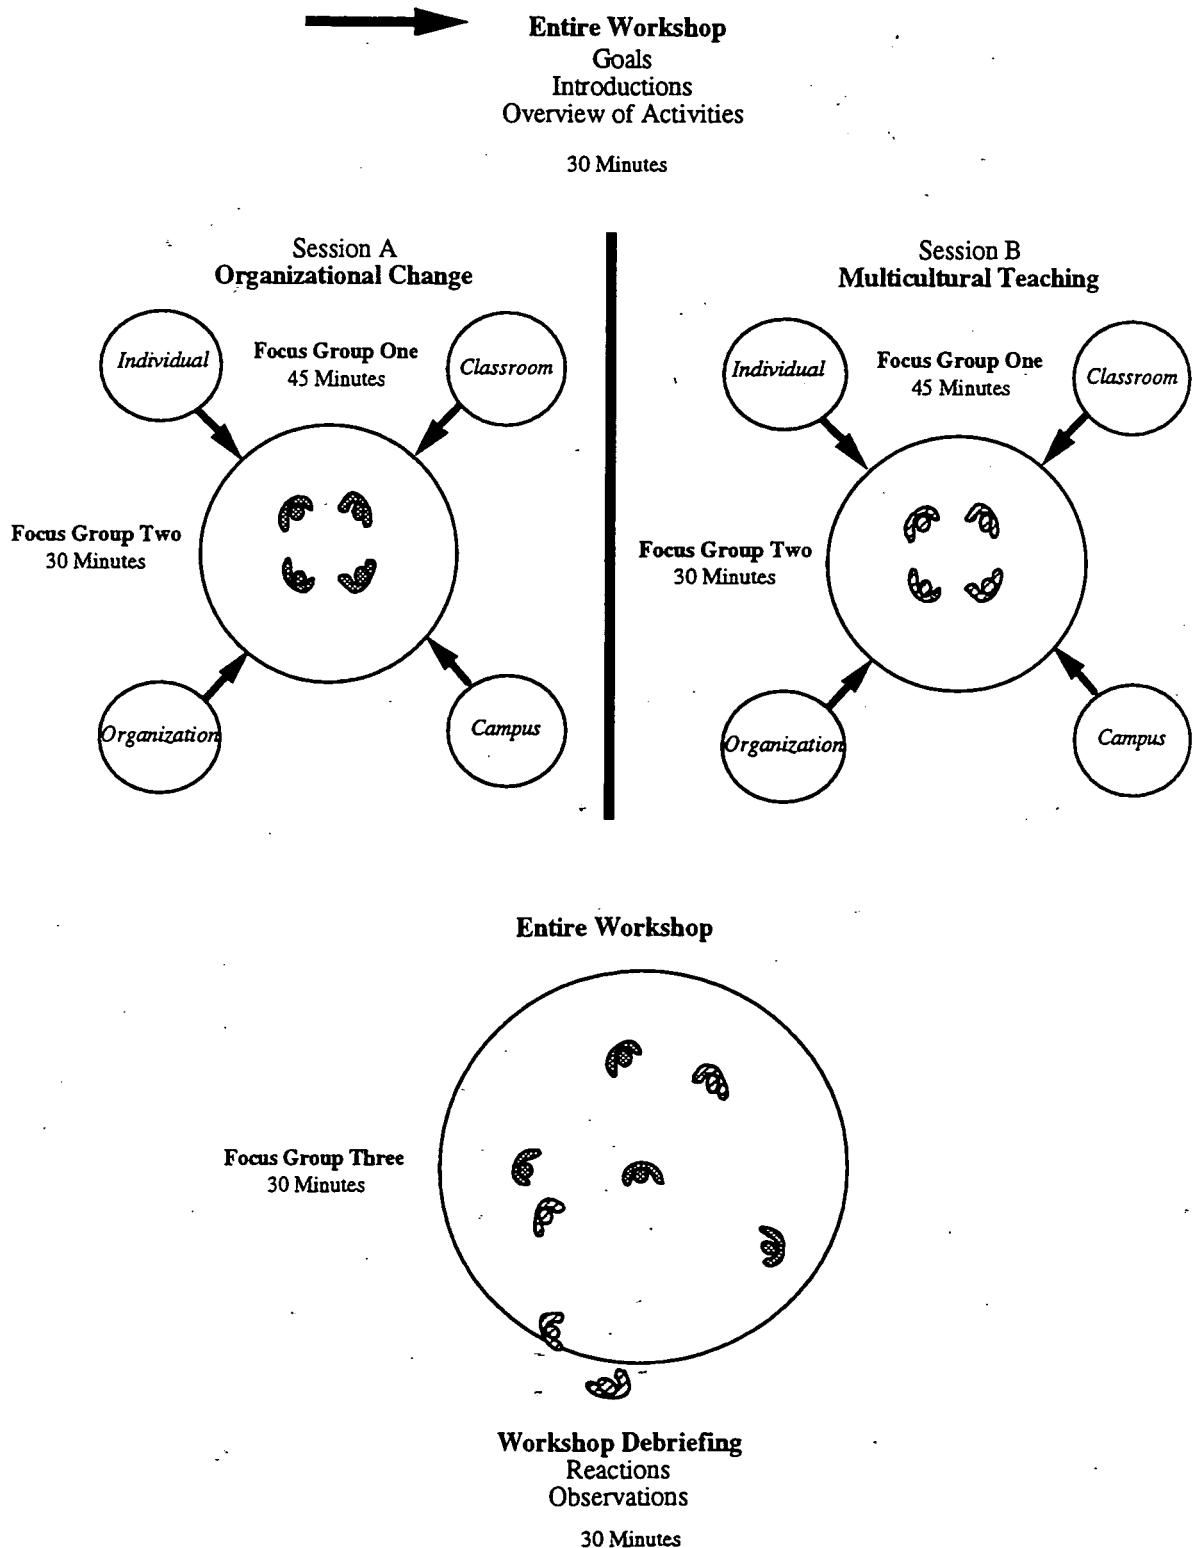 Entire Workshop
Goals
Introductions
Overview of Activities
30 Minutes
Session A
Organizational Change
Individual
Focus Group One
45 Minutes
Classroom
Focus Group Two
30 Minutes
Organization
Campus
Session B
Multicultural Teaching
Individual
Focus Group One
45 Minutes
Classroom
Focus Group Two
30 Minutes
Organization
Campus
Entire Workshop
Focus Group Three
30 Minutes
Workshop Debriefing
Reactions
Observations
30 Minutes